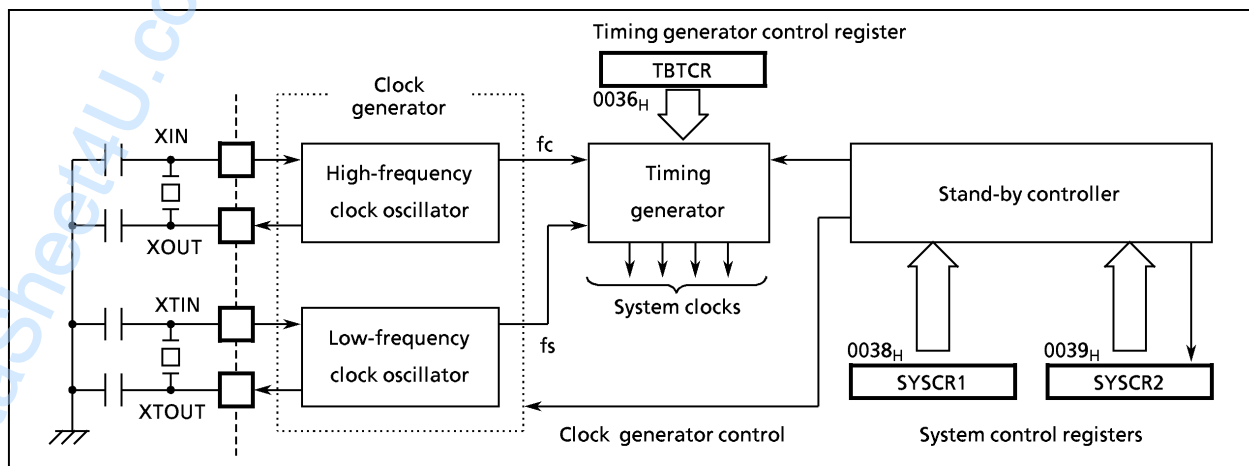 Timing generator control register
TBTCR
0036H
Clock
generator
XIN
XOUT
High-frequency
clock oscillator
fc
Timing
generator
Stand-by controller
System clocks
XTIN
XTOUT
Low-frequency
clock oscillator
fs
0038H
SYSCR1
0039H
SYSCR2
Clock generator control
System control registers
aSheet4U.co